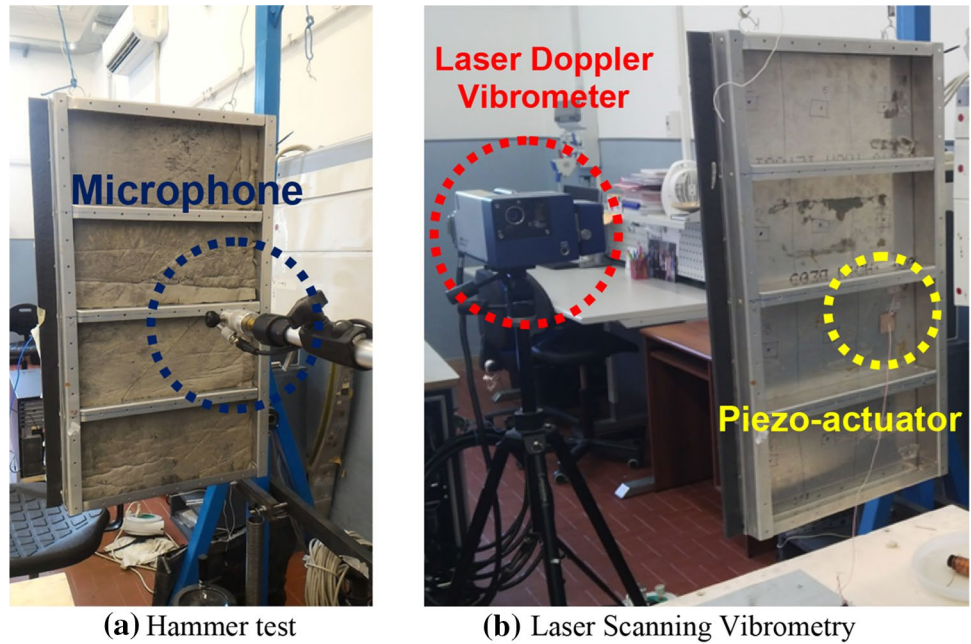 Microphone
Laser Doppler
Vibrometer
Piezo-actuator
(a) Hammer test
(b) Laser Scanning Vibrometry